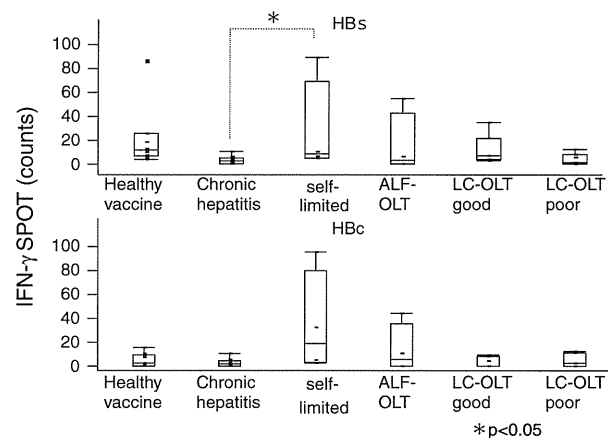 HBs
*
IFN-γ SPOT (counts)
100
80
60
40
20
0
Healthy vaccine
Chronic hepatitis
self-limited
ALF-OLT
LC-OLT good
LC-OLT poor
HBc
100
80
60
40
20
0
Healthy vaccine
Chronic hepatitis
self-limited
ALF-OLT
LC-OLT good
LC-OLT poor
*p<0.05